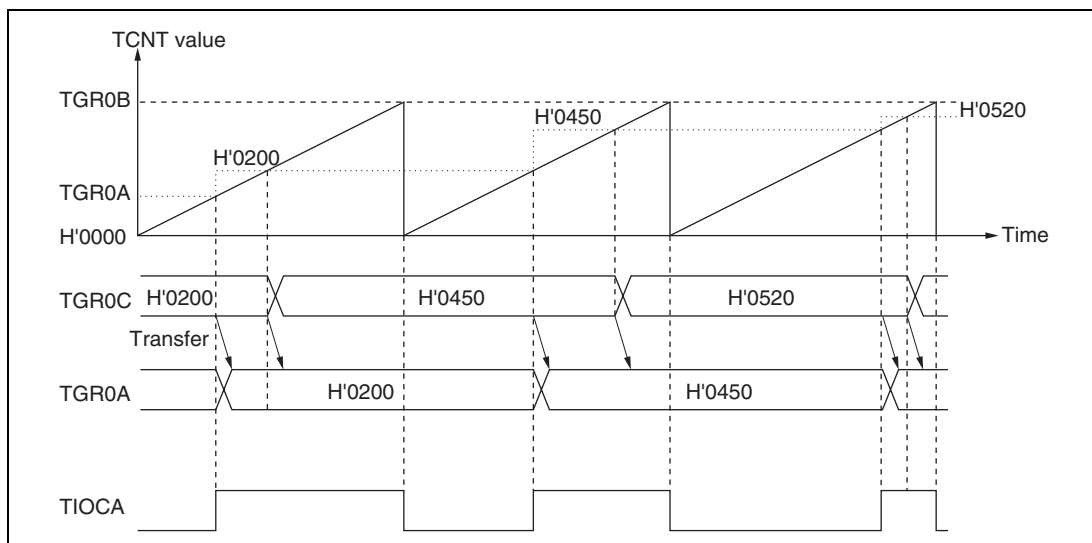 TCNT value
TGR0B
H'0450
H'0520
H'0200
TGR0A
H'0000
Time
TGR0C
H'0200
H'0450
H'0520
Transfer
TGR0A
H'0200
H'0450
TIOCA